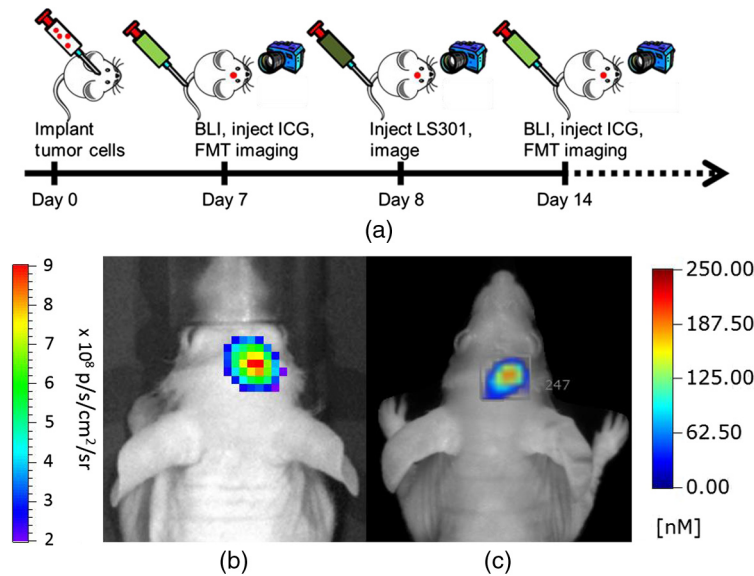 Implant
tumor cells
BLI, inject ICG,
FMT imaging
Inject LS301,
image
BLI, inject ICG,
FMT imaging
Day 0
Day 7
Day 8
Day 14
(a)
9
8
7
6
5
4
3
2
x 10⁸ p/s/cm²/sr
(b)
247
(c)
250.00
187.50
125.00
62.50
0.00
[nM]